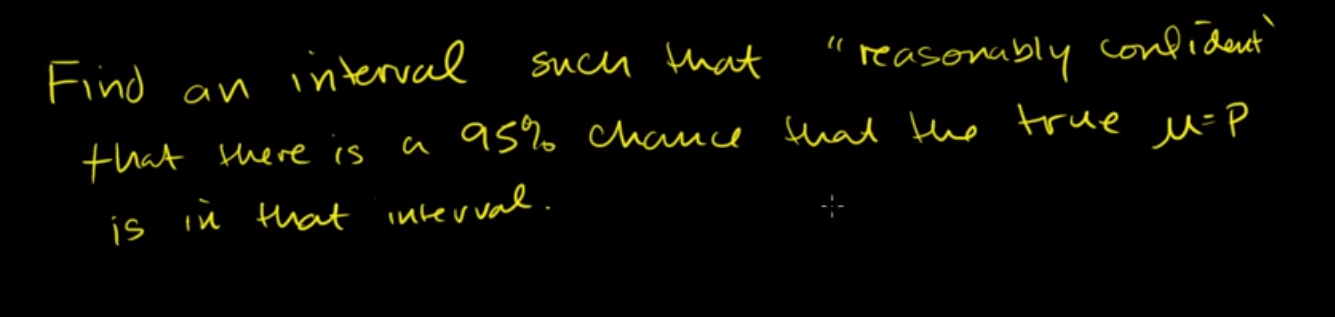 Find an interval such that "reasonably confident"
that there is a 95% chance that the true μ=P
is in that interval.